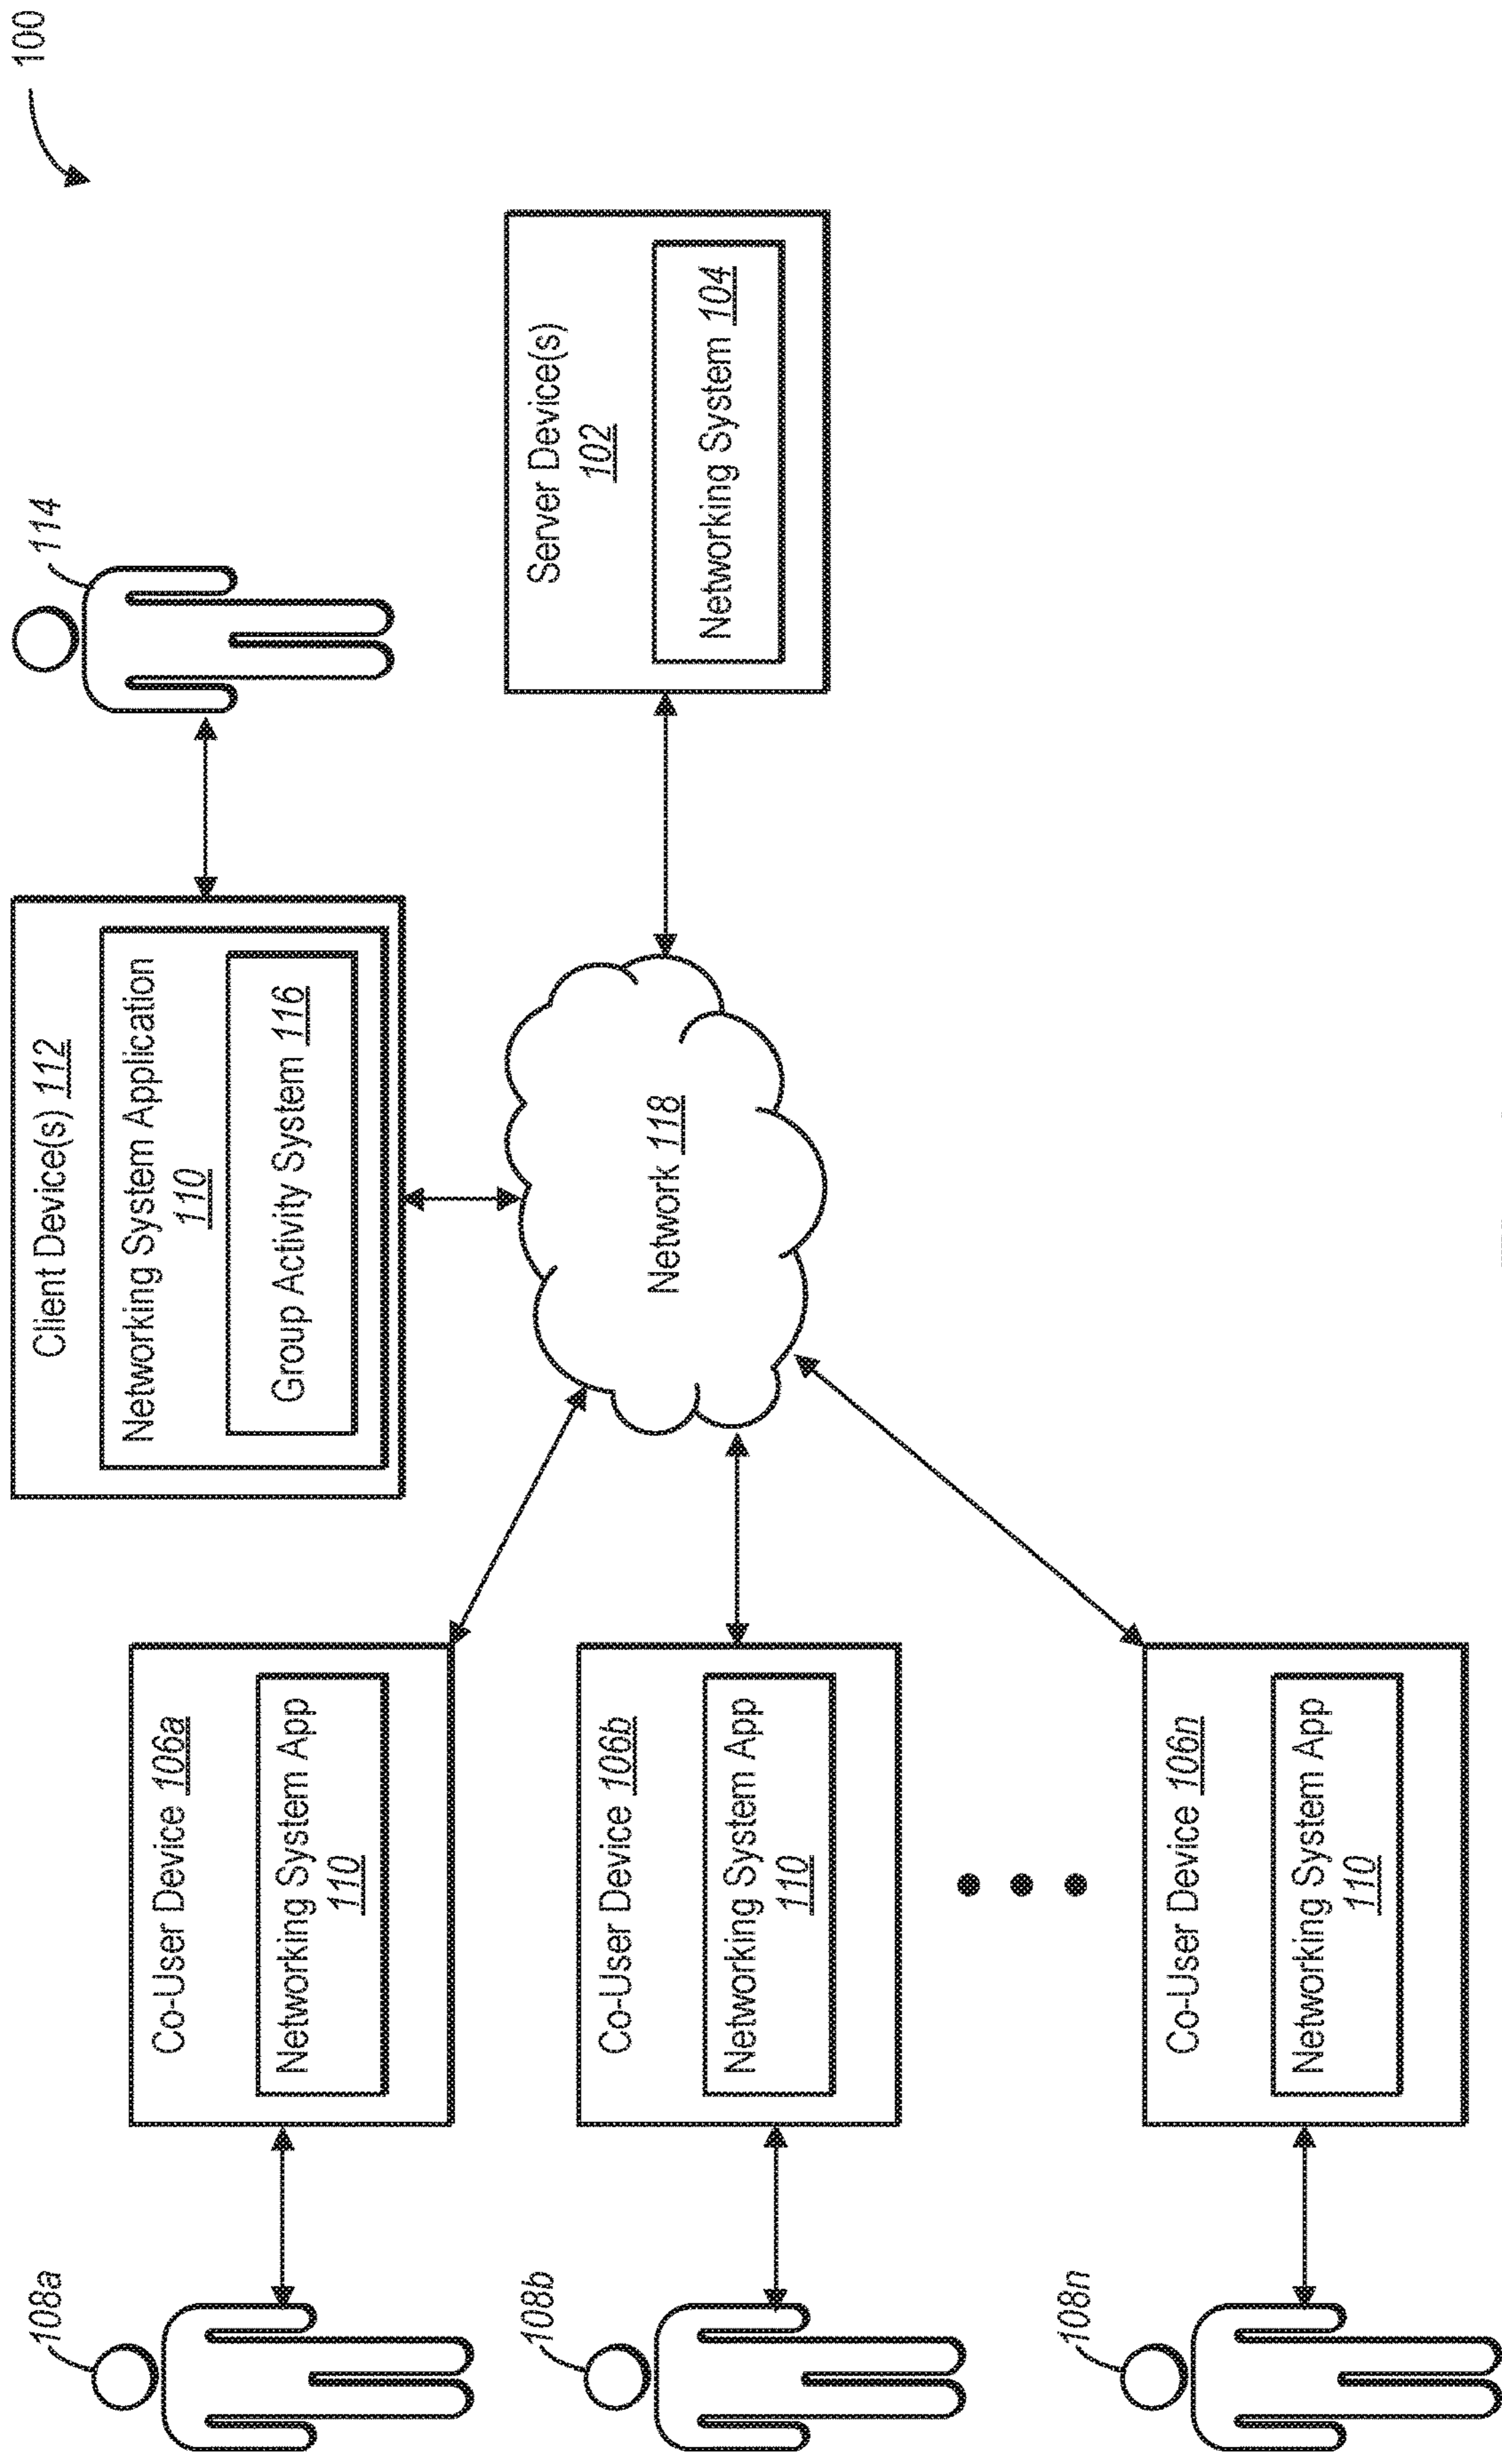 100
114
Client Device(s) 112
Networking System Application
110
Group Activity System 116
Server Device(s)
102
Networking System 104
Network 118
108a
Co-User Device 106a
Networking System App
110
108b
Co-User Device 106b
Networking System App
110
108n
Co-User Device 106n
Networking System App
110